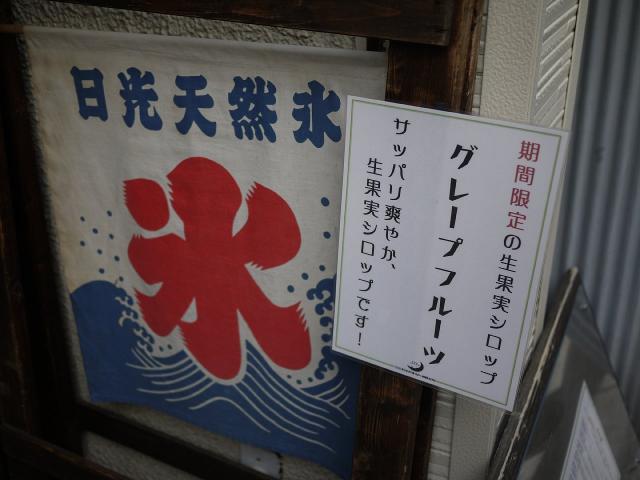 日光天然氷
氷
期間限定の生果実シロップ
グレープフルーツ
サッパリ爽やか、
生果実シロップです!